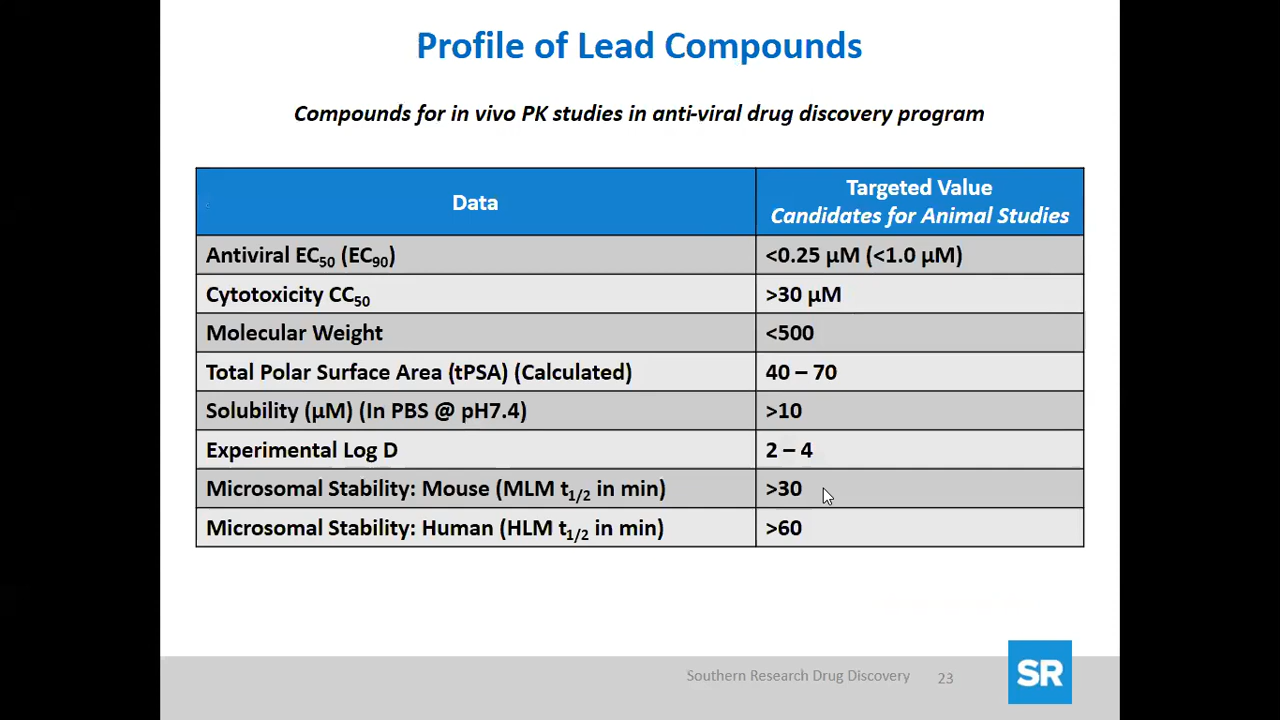 Profile of Lead Compounds
Compounds for in vivo PK studies in anti-viral drug discovery program
Data
Targeted Value
Candidates for Animal Studies
Antiviral EC50 (EC90) <0.25 µM (<1.0 µM)
Cytotoxicity CC50 >30 µM
Molecular Weight <500
Total Polar Surface Area (tPSA) (Calculated) 40 – 70
Solubility (µM) (In PBS @ pH7.4) >10
Experimental Log D 2 – 4
Microsomal Stability: Mouse (MLM t1/2 in min) >30
Microsomal Stability: Human (HLM t1/2 in min) >60
Southern Research Drug Discovery 23
SR